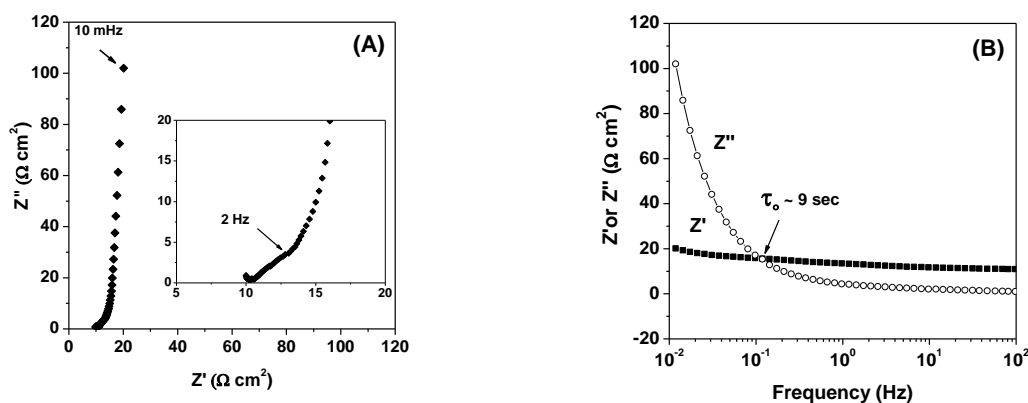 (A)
10 mHz
Z" (Ω cm²)
120
100
80
60
40
20
0
0 20 40 60 80 100 120
Z' (Ω cm²)
20
15
10
5
0
5 10 15 20
2 Hz
(B)
Z'or Z" (Ω cm²)
120
100
80
60
40
20
0
-20
Z"
Z'
τₒ ~ 9 sec
10⁻² 10⁻¹ 10⁰ 10¹ 10²
Frequency (Hz)